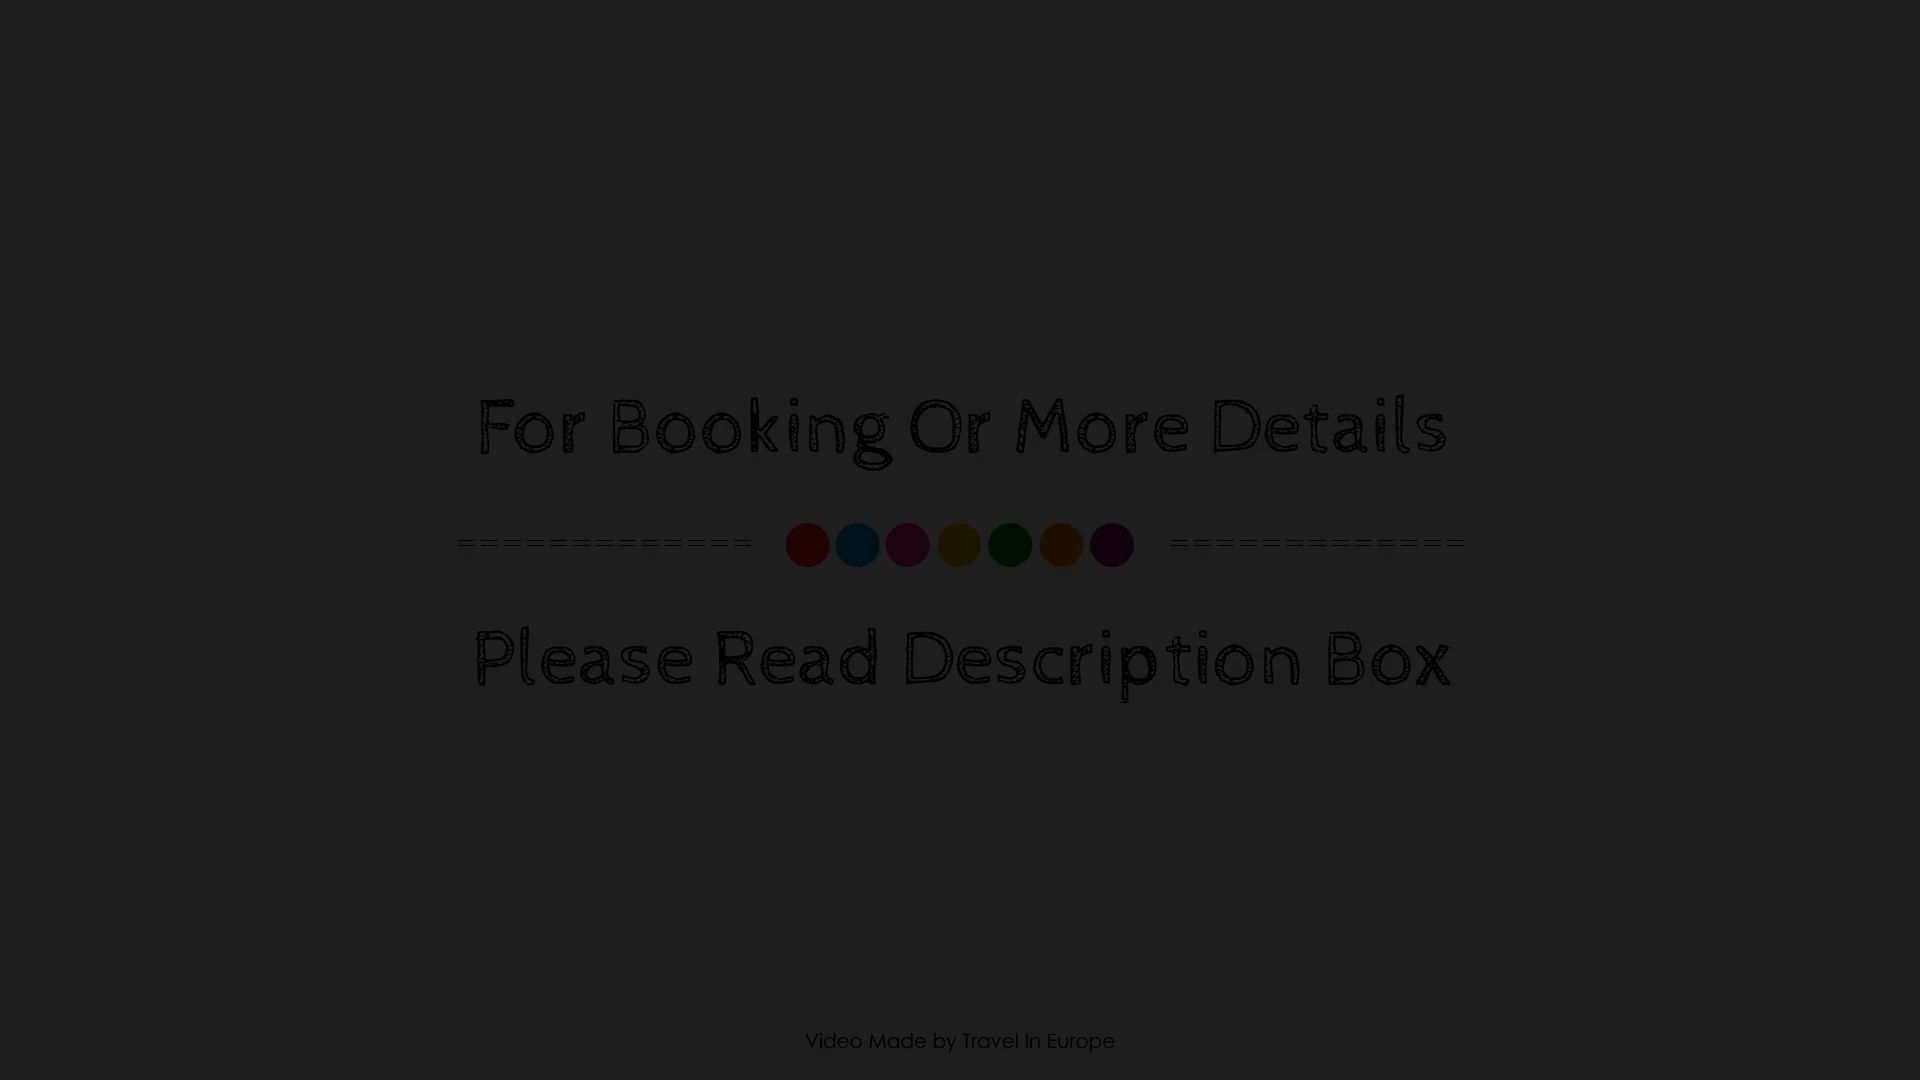 For Booking Or More Details
============= =============
Please Read Description Box
Video Made by Travel In Europe